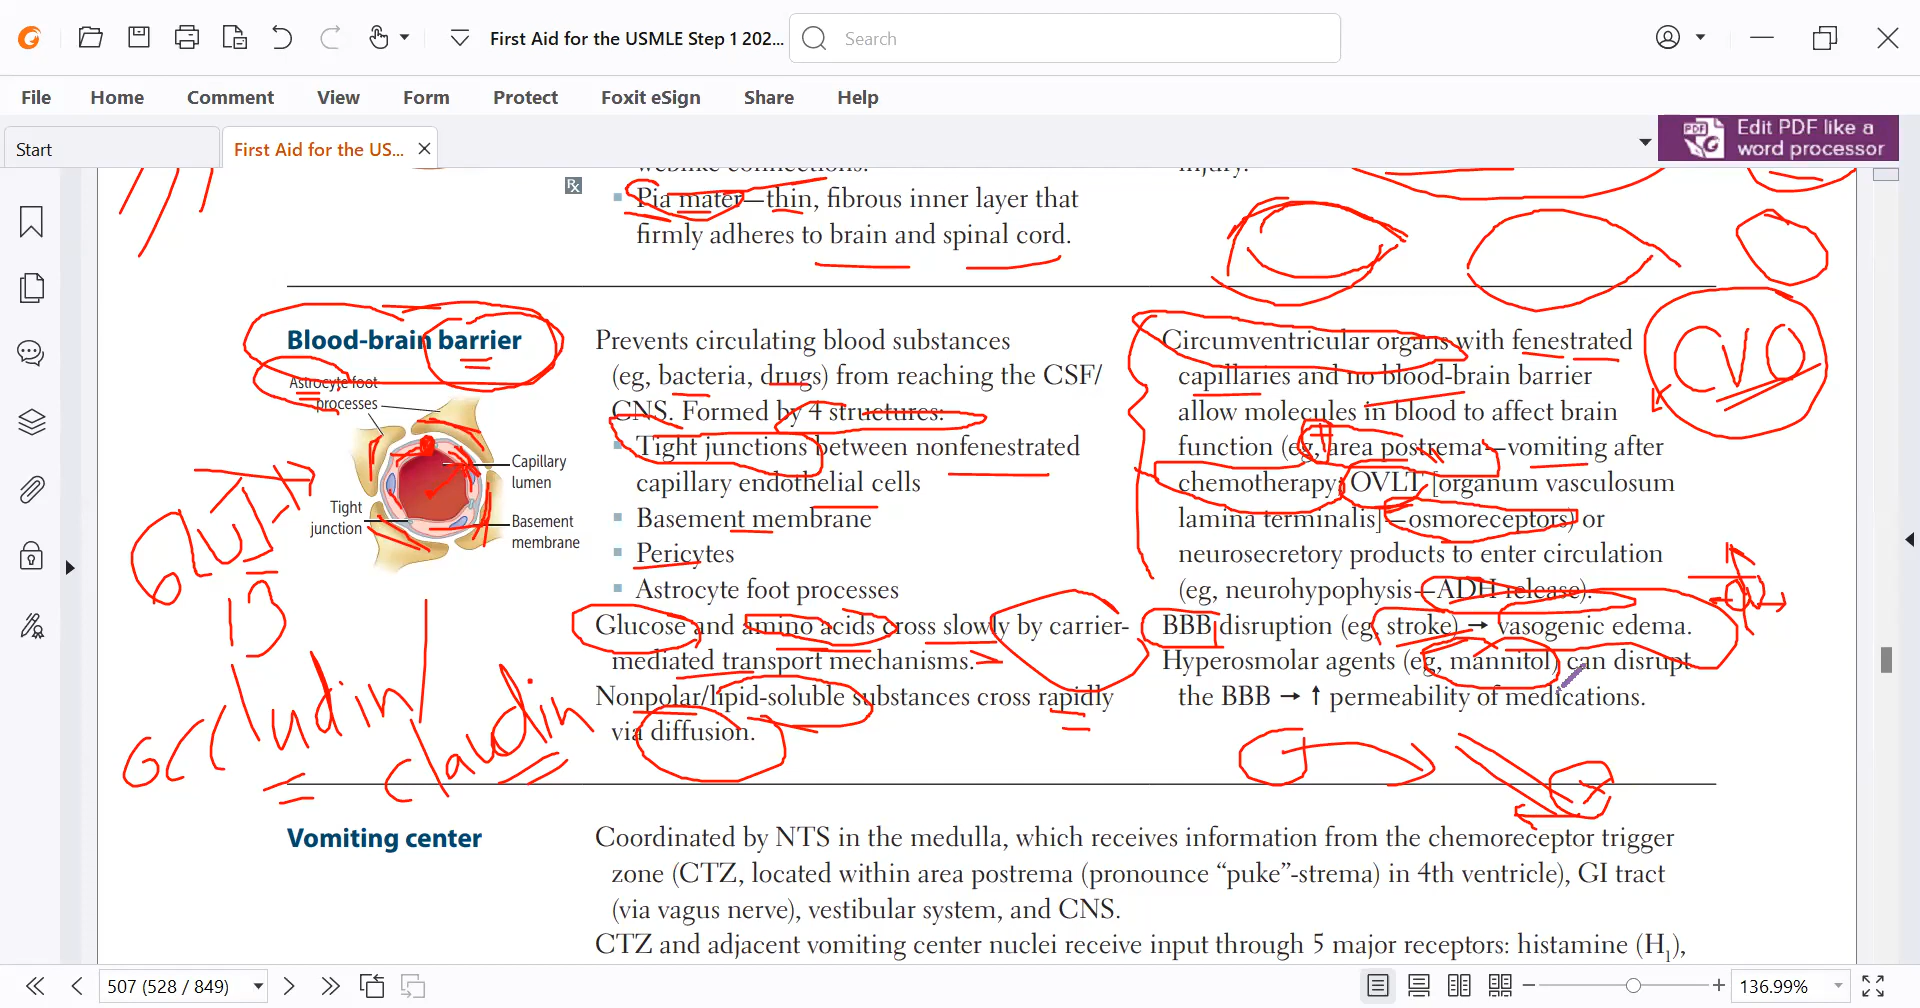 First Aid for the USMLE Step 1 202...
Search
File Home Comment View Form Protect Foxit eSign Share Help
Start
First Aid for the US...
Edit PDF like a
word processor
weblike connections.
injury.
Pia mater—thin, fibrous inner layer that
firmly adheres to brain and spinal cord.
Blood-brain barrier
Astrocyte foot
processes
Capillary
lumen
Tight
junction
Basement
membrane
GLUT
13
occludin/
claudin
Prevents circulating blood substances
(eg, bacteria, drugs) from reaching the CSF/
CNS. Formed by 4 structures:
Tight junctions between nonfenestrated
capillary endothelial cells
Basement membrane
Pericytes
Astrocyte foot processes
Glucose and amino acids cross slowly by carrier-
mediated transport mechanisms.
Nonpolar/lipid-soluble substances cross rapidly
via diffusion.
Circumventricular organs with fenestrated
capillaries and no blood-brain barrier
allow molecules in blood to affect brain
function (eg, area postrema—vomiting after
chemotherapy; OVLT [organum vasculosum
lamina terminalis]—osmoreceptors) or
neurosecretory products to enter circulation
(eg, neurohypophysis—ADH release).
BBB disruption (eg, stroke) → vasogenic edema.
Hyperosmolar agents (eg, mannitol) can disrupt
the BBB → ↑ permeability of medications.
CVO
Vomiting center
Coordinated by NTS in the medulla, which receives information from the chemoreceptor trigger
zone (CTZ, located within area postrema (pronounce “puke”-strema) in 4th ventricle), GI tract
(via vagus nerve), vestibular system, and CNS.
CTZ and adjacent vomiting center nuclei receive input through 5 major receptors: histamine (H₁),
507 (528 / 849)
136.99%